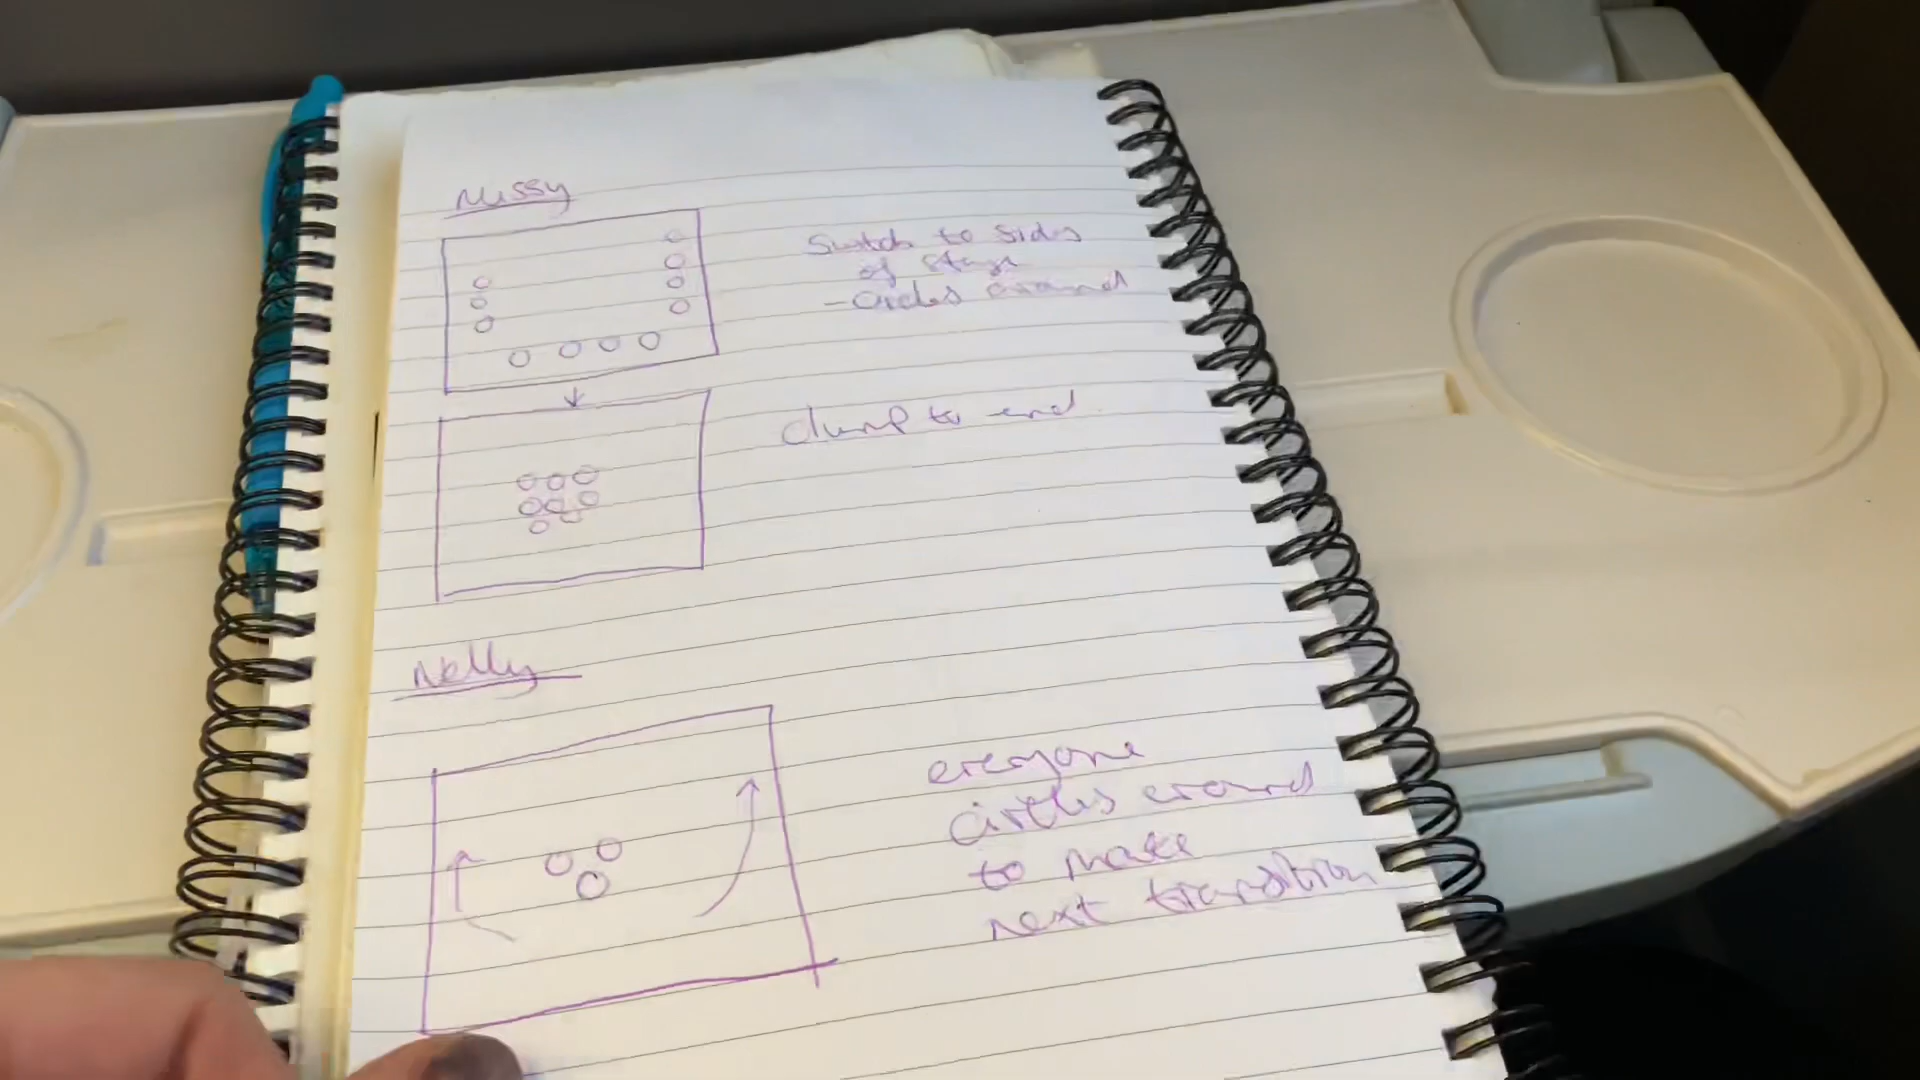 Missy
Switch to sides
of stage
- circles around
clump to end
Nelly
everyone
circles around
to make
next transition